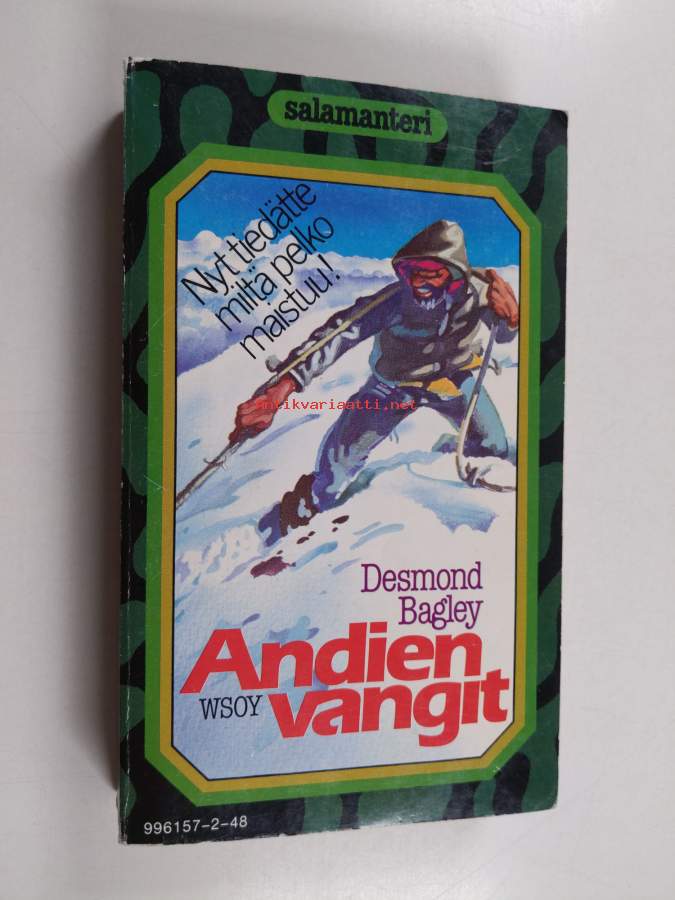 salamanteri
Nyt tiedätte
miltä pelko
maistuu!
antikvariaatti.net
Desmond
Bagley
Andien
WSOY vangit
996157-2-48